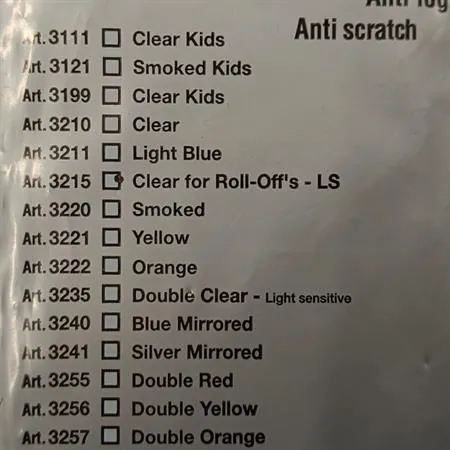 Anti fog
Anti scratch
Art. 3111 Clear Kids
Art. 3121 Smoked Kids
Art. 3199 Clear Kids
Art. 3210 Clear
Art. 3211 Light Blue
Art. 3215 Clear for Roll-Off's - LS
Art. 3220 Smoked
Art. 3221 Yellow
Art. 3222 Orange
Art. 3235 Double Clear - Light sensitive
Art. 3240 Blue Mirrored
Art. 3241 Silver Mirrored
Art. 3255 Double Red
Art. 3256 Double Yellow
Art. 3257 Double Orange